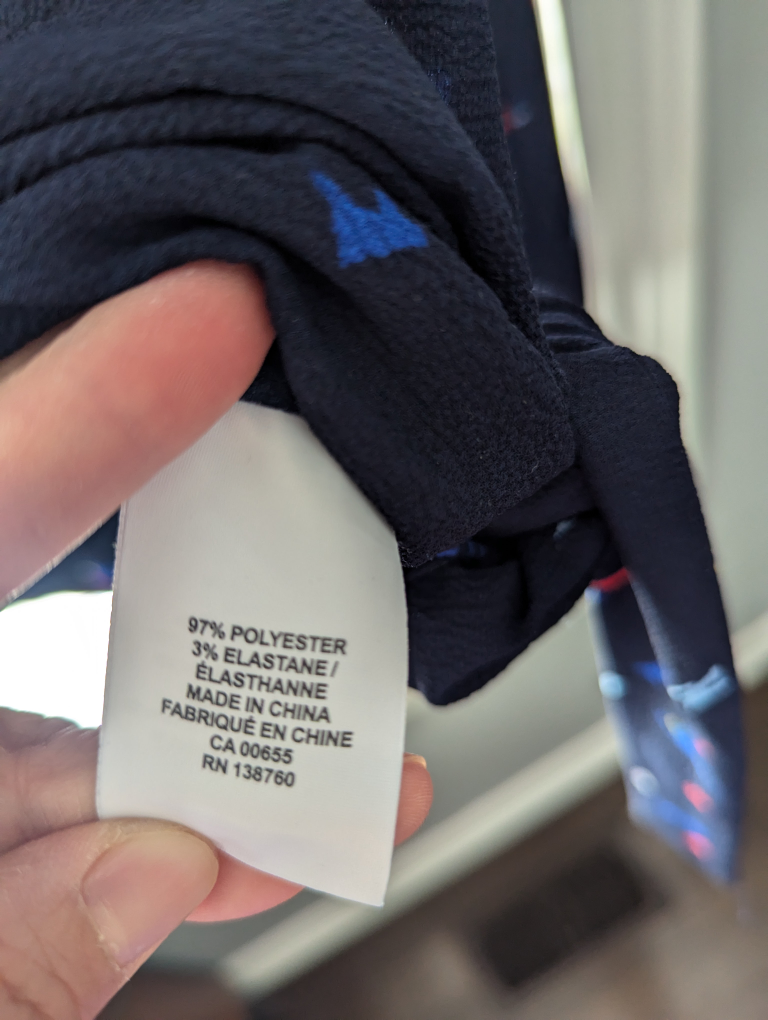 97% POLYESTER
3% ELASTANE /
ÉLASTHANNE
MADE IN CHINA
FABRIQUÉ EN CHINE
CA 00655
RN 138760